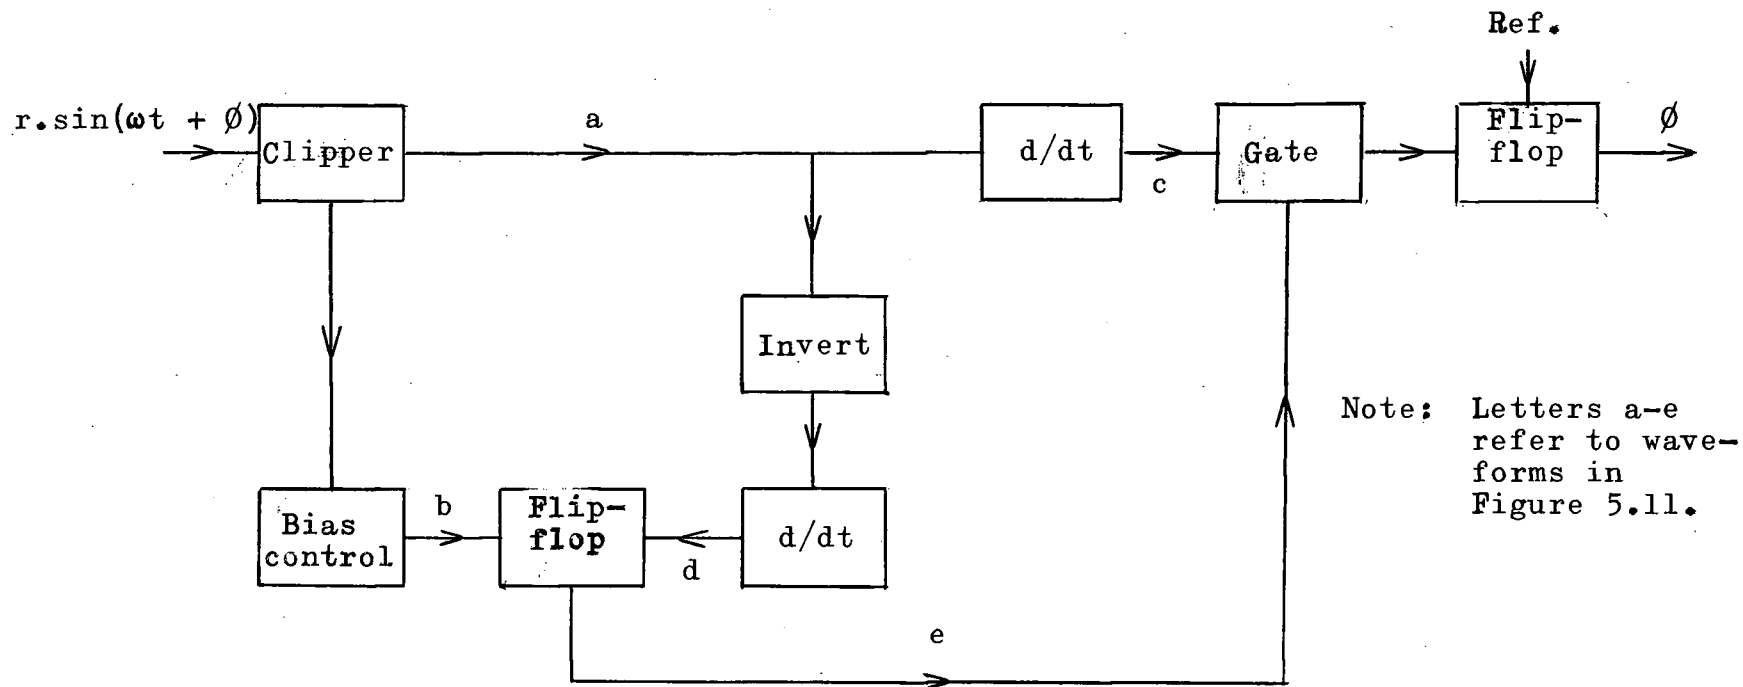 Ref.
r.sin(ωt + Ø)
Clipper
a
d/dt
c
Gate
Flip-
flop
Ø
Invert
Note: Letters a-e
refer to wave-
forms in
Figure 5.11.
Bias
control
b
Flip-
flop
d
d/dt
e